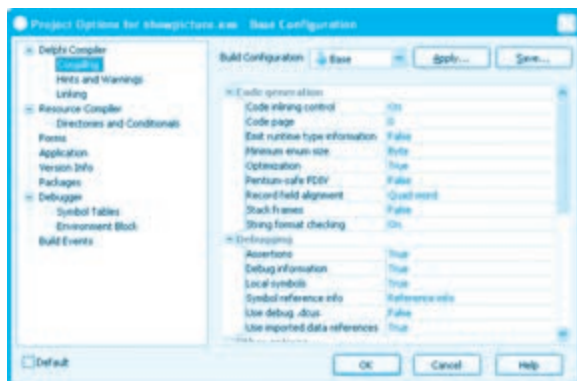 Project Options for showpicture.exe Base Configuration
Delphi Compiler
Compiling
Hints and Warnings
Linking
Resource Compiler
Directories and Conditionals
Forms
Application
Version Info
Packages
Debugger
Symbol Tables
Environment Block
Build Events
Build Configuration Base Apply... Save...
Code generation
Code inlining control On
Code page 0
Emit runtime type information False
Minimum enum size Byte
Optimization True
Pentium-safe FDIV False
Record field alignment Quad word
Stack frames False
String format checking On
Debugging
Assertions True
Debug information True
Local symbols True
Symbol reference info Reference info
Use debug .dcus False
Use imported data references True
Default
OK Cancel Help